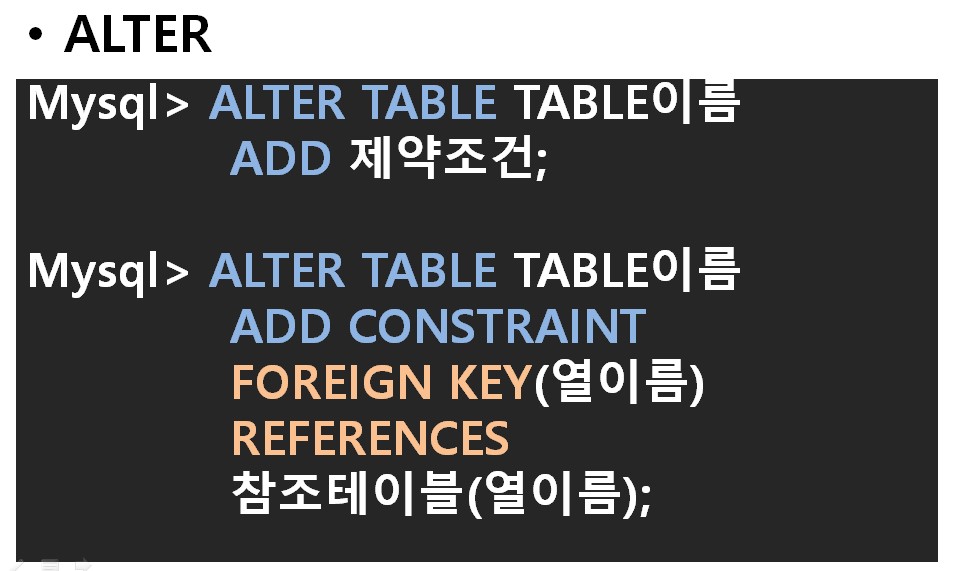 • ALTER
Mysql> ALTER TABLE TABLE이름
ADD 제약조건;
Mysql> ALTER TABLE TABLE이름
ADD CONSTRAINT
FOREIGN KEY(열이름)
REFERENCES
참조테이블(열이름);